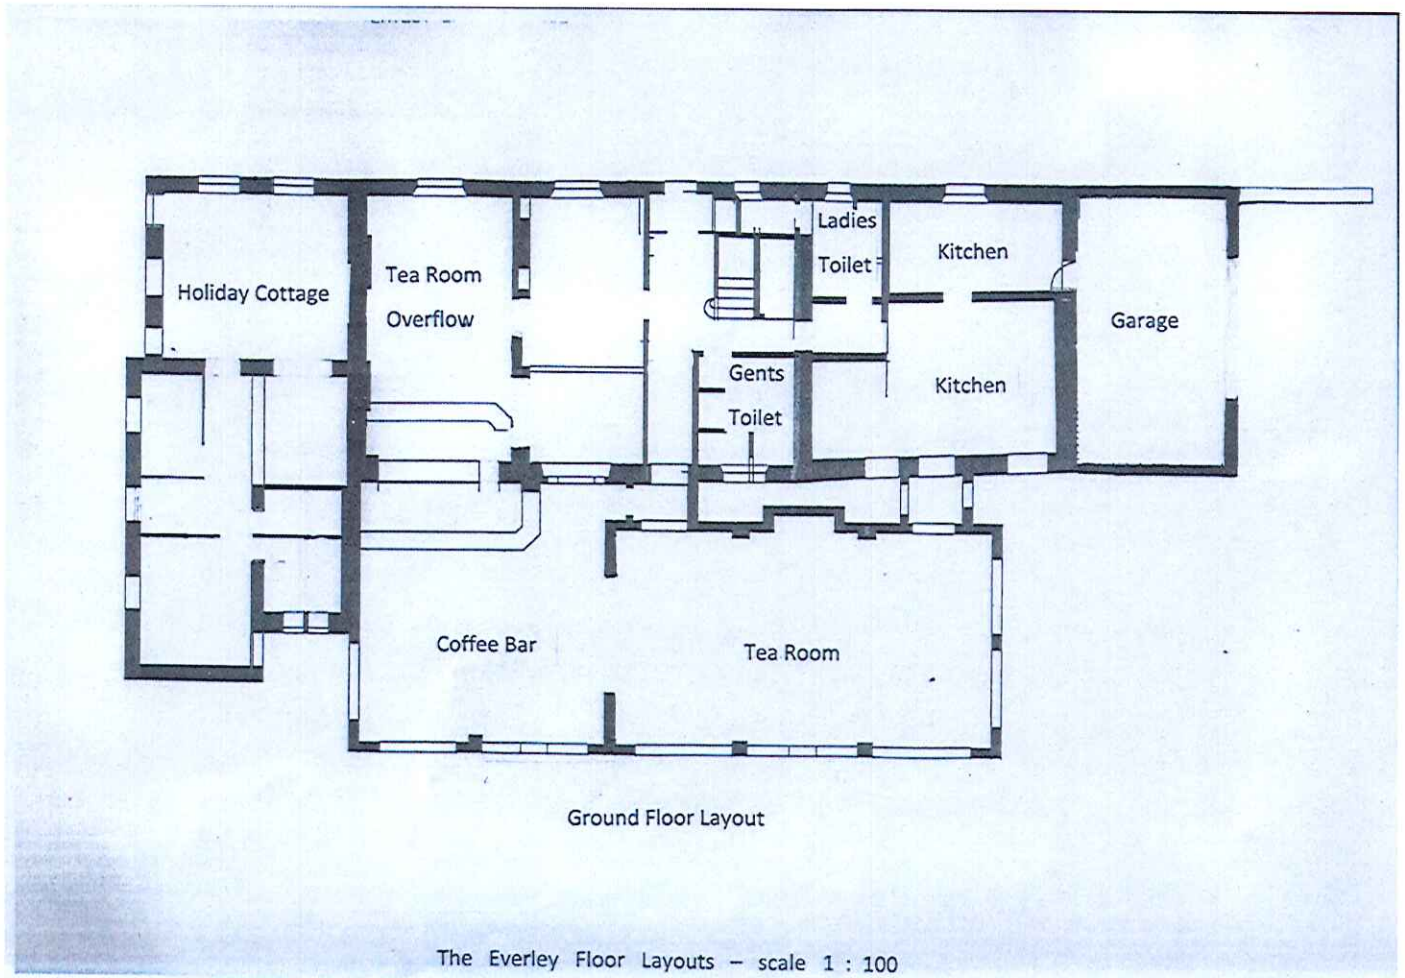 Ladies
Toilet
Kitchen
Tea Room
Overflow
Holiday Cottage
Garage
Gents
Toilet
Kitchen
Coffee Bar
Tea Room
Ground Floor Layout
The Everley Floor Layouts – scale 1 : 100